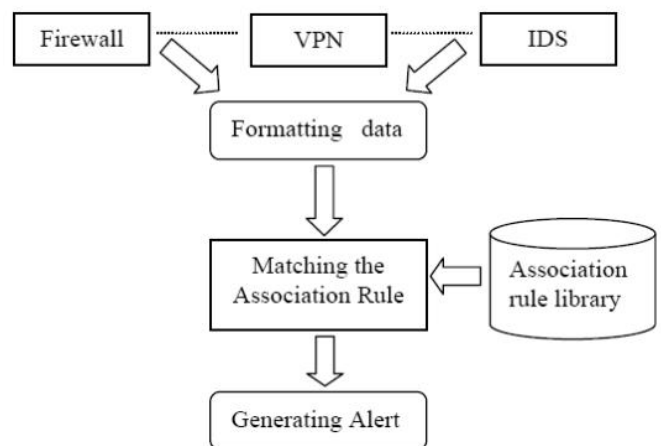 Firewall
VPN
IDS
Formatting data
Matching the
Association Rule
Association
rule library
Generating Alert